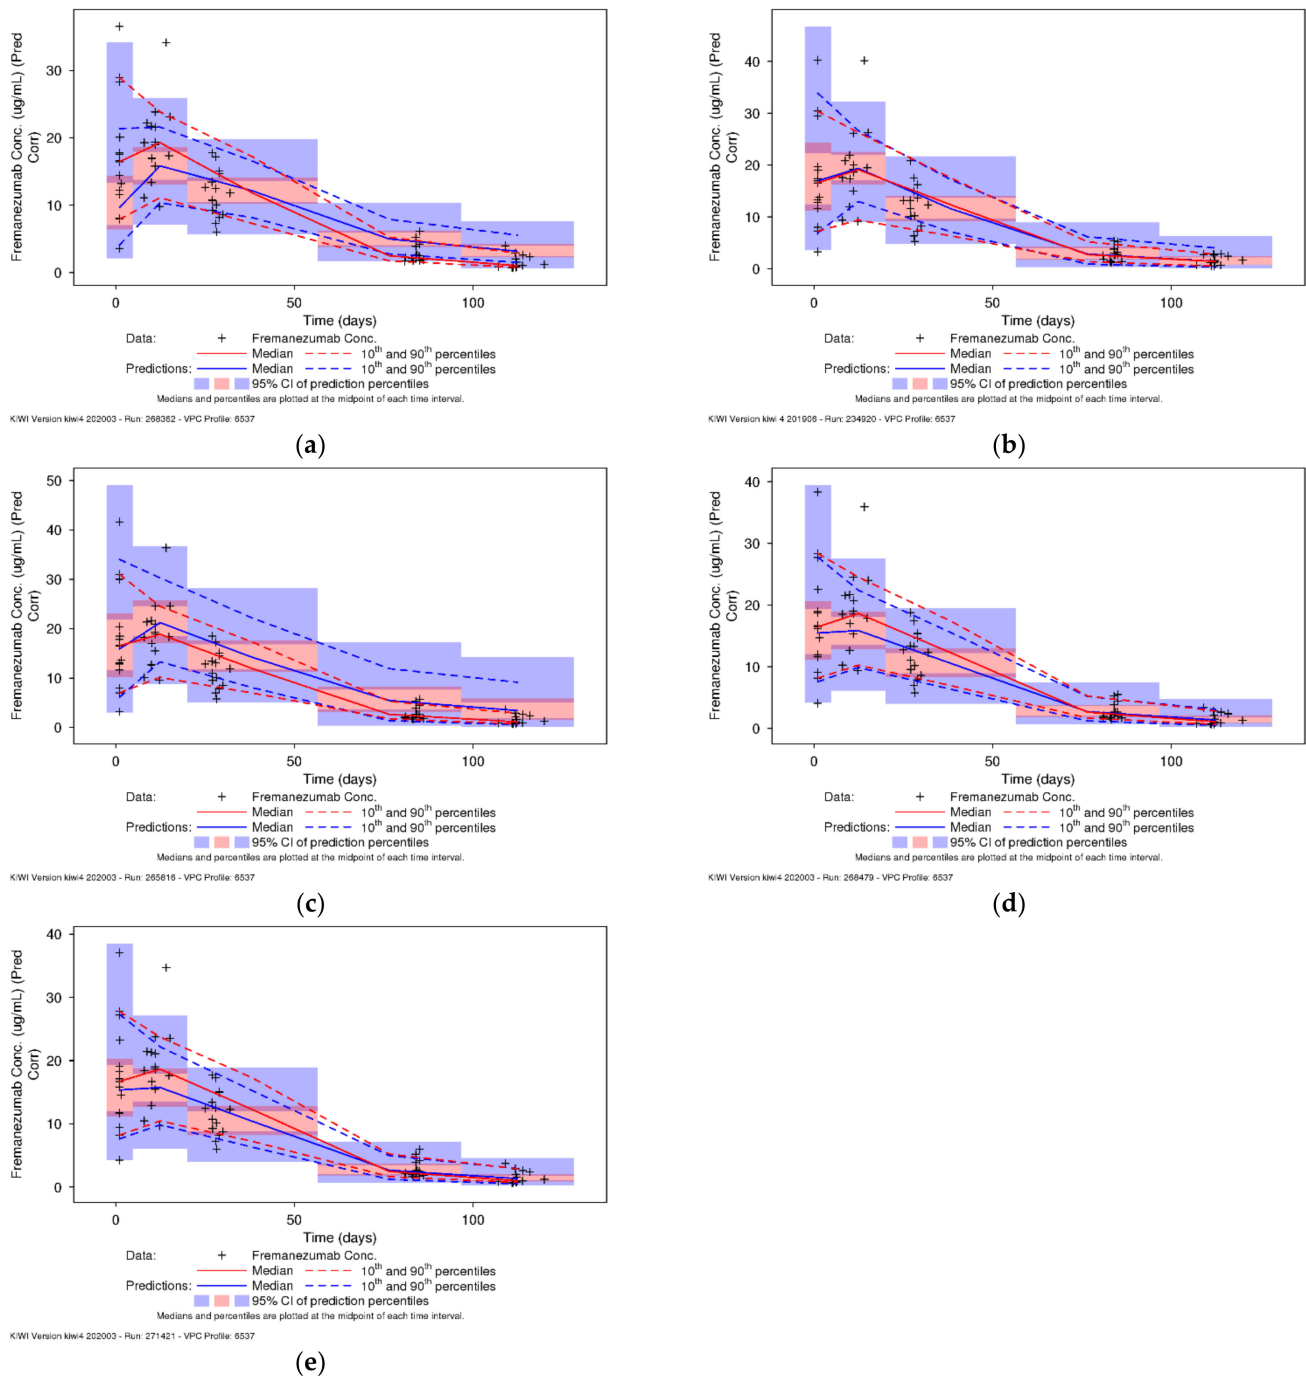 Fremanezumab Conc. (ug/mL) (Pred
Corr)
30
20
10
0
0 50 100
Time (days)
Data: + Fremanezumab Conc.
Median 10th and 90th percentiles
Predictions: Median 10th and 90th percentiles
95% CI of prediction percentiles
Medians and percentiles are plotted at the midpoint of each time interval.
KIWI Version kiwi4 202003 - Run: 268362 - VPC Profile: 6537
(a)
Fremanezumab Conc. (ug/mL) (Pred
Corr)
40
30
20
10
0
0 50 100
Time (days)
Data: + Fremanezumab Conc.
Median 10th and 90th percentiles
Predictions: Median 10th and 90th percentiles
95% CI of prediction percentiles
Medians and percentiles are plotted at the midpoint of each time interval.
KIWI Version kiwi 4 201906 - Run: 234920 - VPC Profile: 6537
(b)
Fremanezumab Conc. (ug/mL) (Pred
Corr)
50
40
30
20
10
0
0 50 100
Time (days)
Data: + Fremanezumab Conc.
Median 10th and 90th percentiles
Predictions: Median 10th and 90th percentiles
95% CI of prediction percentiles
Medians and percentiles are plotted at the midpoint of each time interval.
KIWI Version kiwi4 202003 - Run: 265816 - VPC Profile: 6537
(c)
Fremanezumab Conc. (ug/mL) (Pred
Corr)
40
30
20
10
0
0 50 100
Time (days)
Data: + Fremanezumab Conc.
Median 10th and 90th percentiles
Predictions: Median 10th and 90th percentiles
95% CI of prediction percentiles
Medians and percentiles are plotted at the midpoint of each time interval.
KIWI Version kiwi4 202003 - Run: 268479 - VPC Profile: 6537
(d)
Fremanezumab Conc. (ug/mL) (Pred
Corr)
40
30
20
10
0
0 50 100
Time (days)
Data: + Fremanezumab Conc.
Median 10th and 90th percentiles
Predictions: Median 10th and 90th percentiles
95% CI of prediction percentiles
Medians and percentiles are plotted at the midpoint of each time interval.
KIWI Version kiwi4 202003 - Run: 271421 - VPC Profile: 6537
(e)